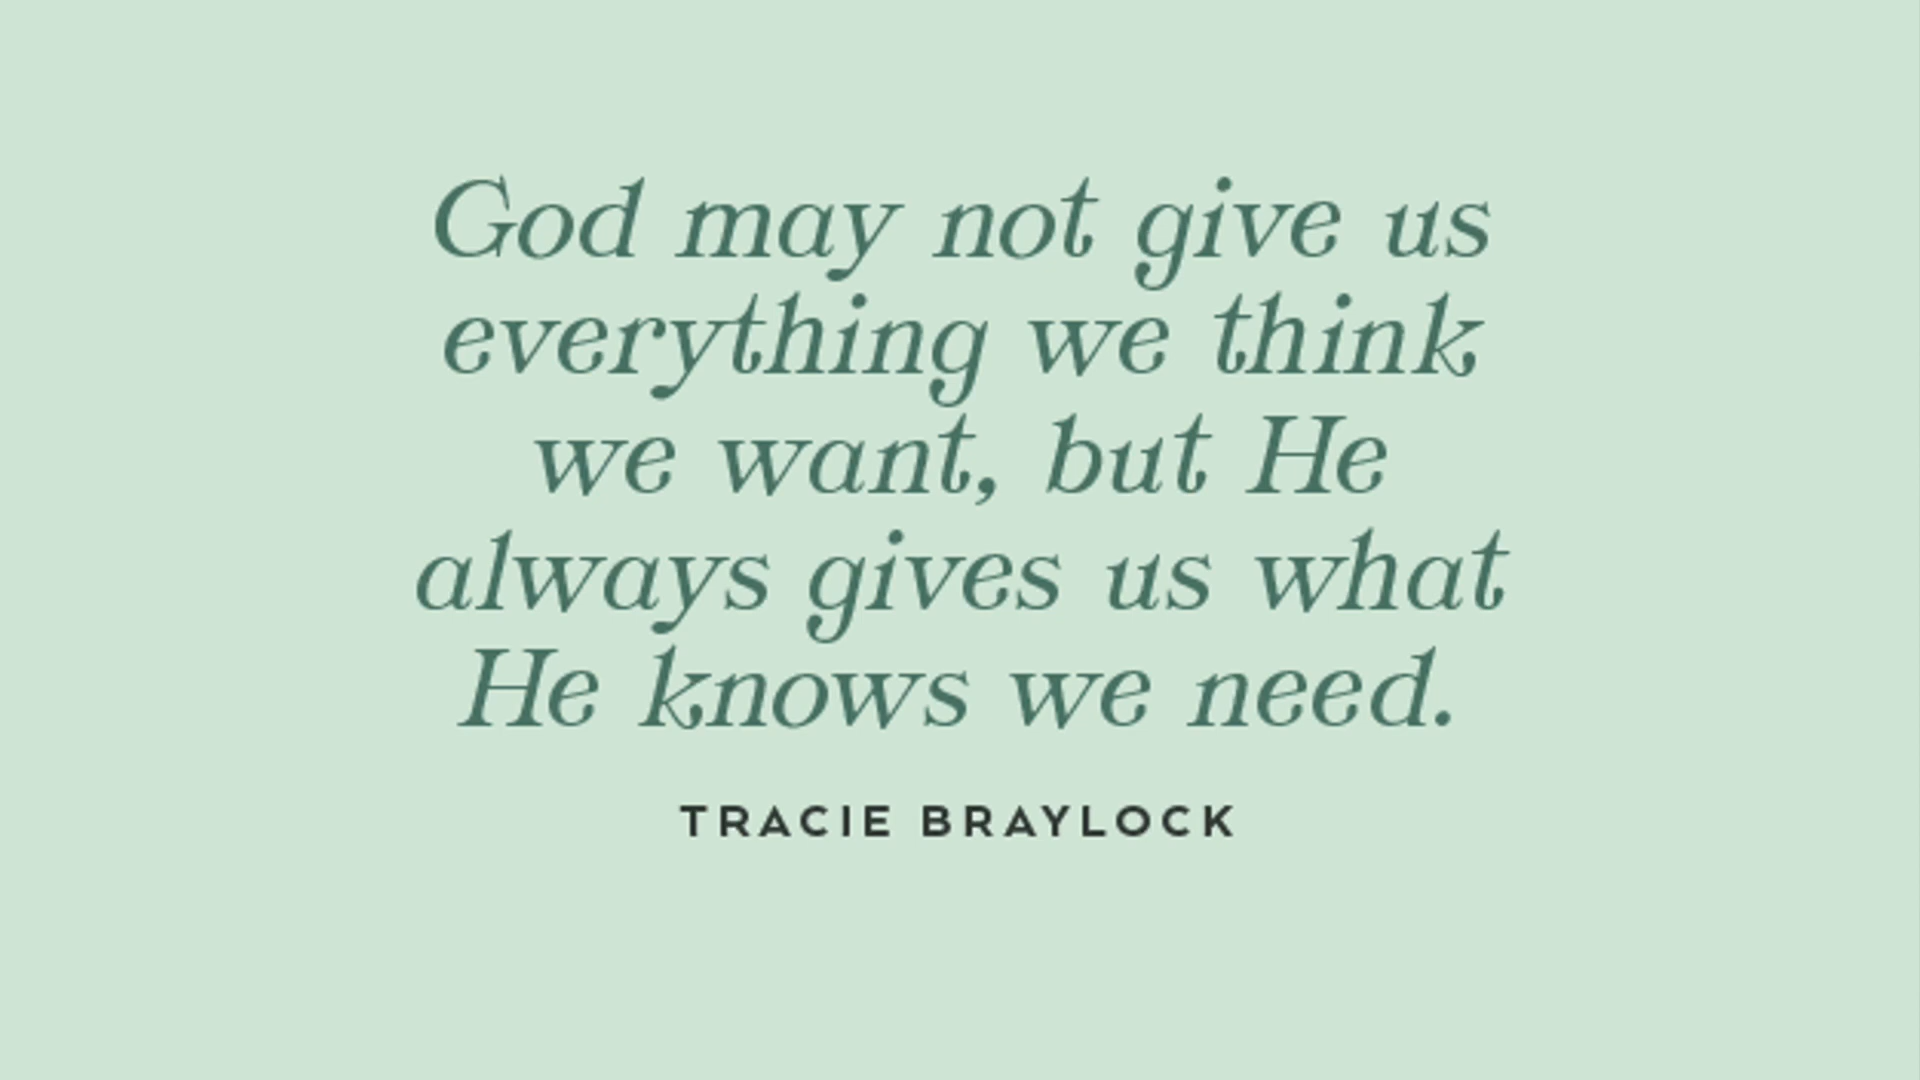 God may not give us
everything we think
we want, but He
always gives us what
He knows we need.
TRACIE BRAYLOCK